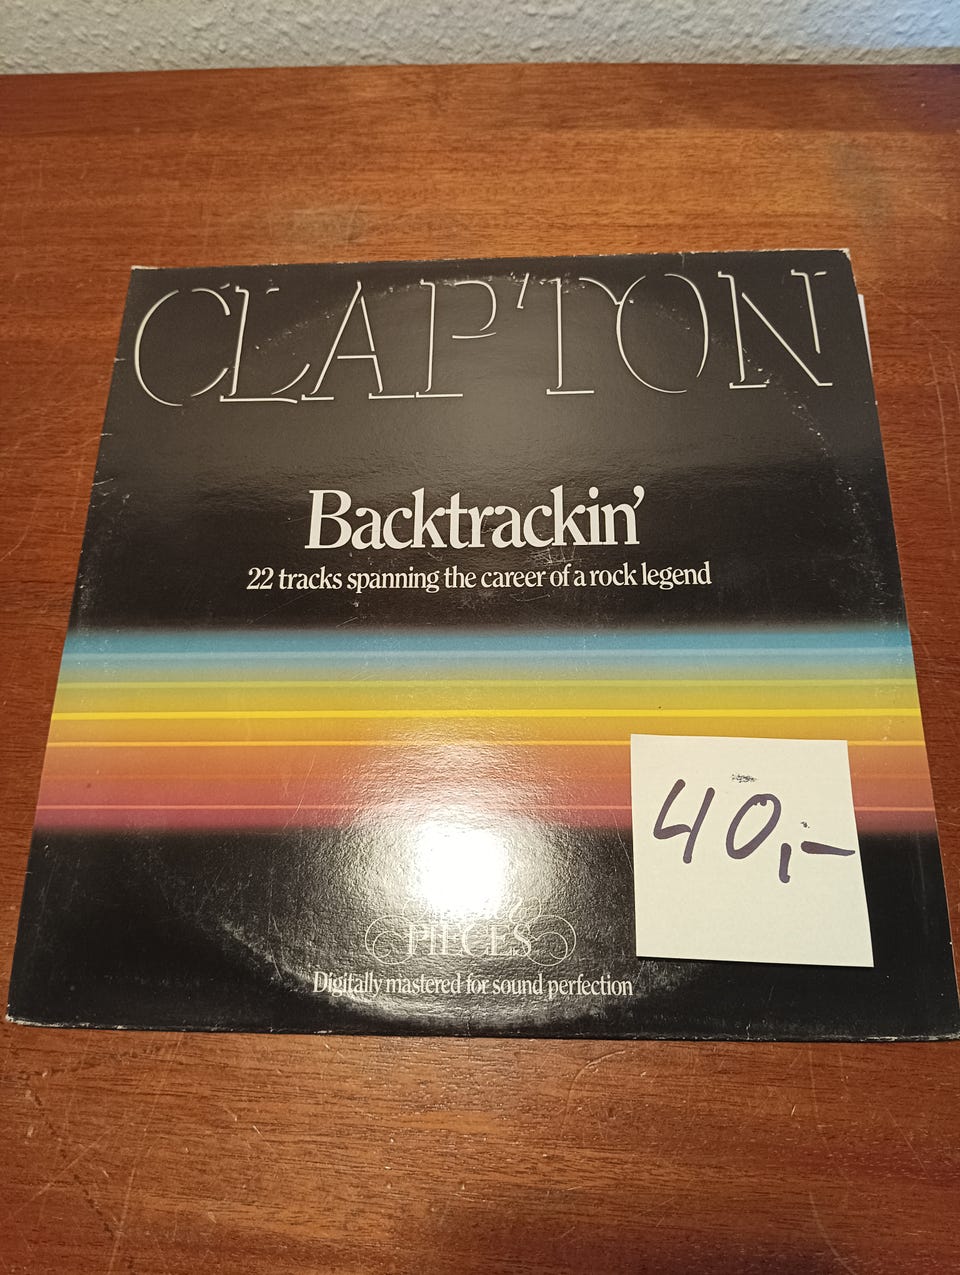 CLAPTON
Backtrackin'
22 tracks spanning the career of a rock legend
40,-
PIECES
Digitally mastered for sound perfection